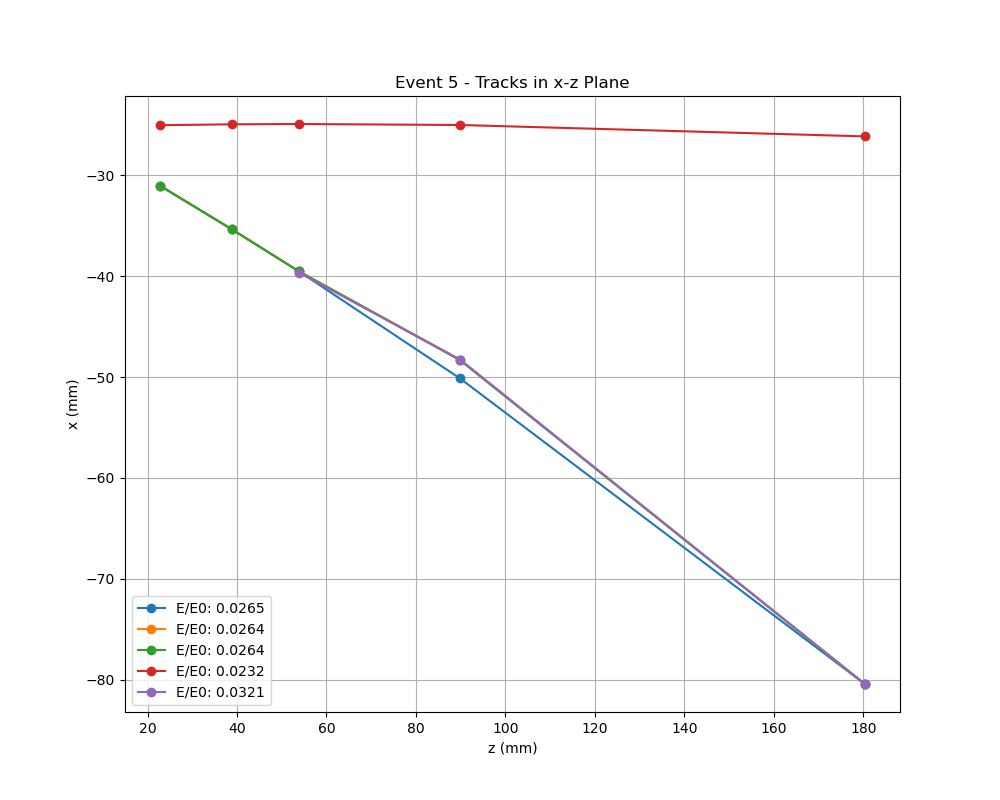 Event 5 - Tracks in x-z Plane
−30
−40
−50
−60
−70
−80
x (mm)
E/E0: 0.0265
E/E0: 0.0264
E/E0: 0.0264
E/E0: 0.0232
E/E0: 0.0321
20 40 60 80 100 120 140 160 180
z (mm)